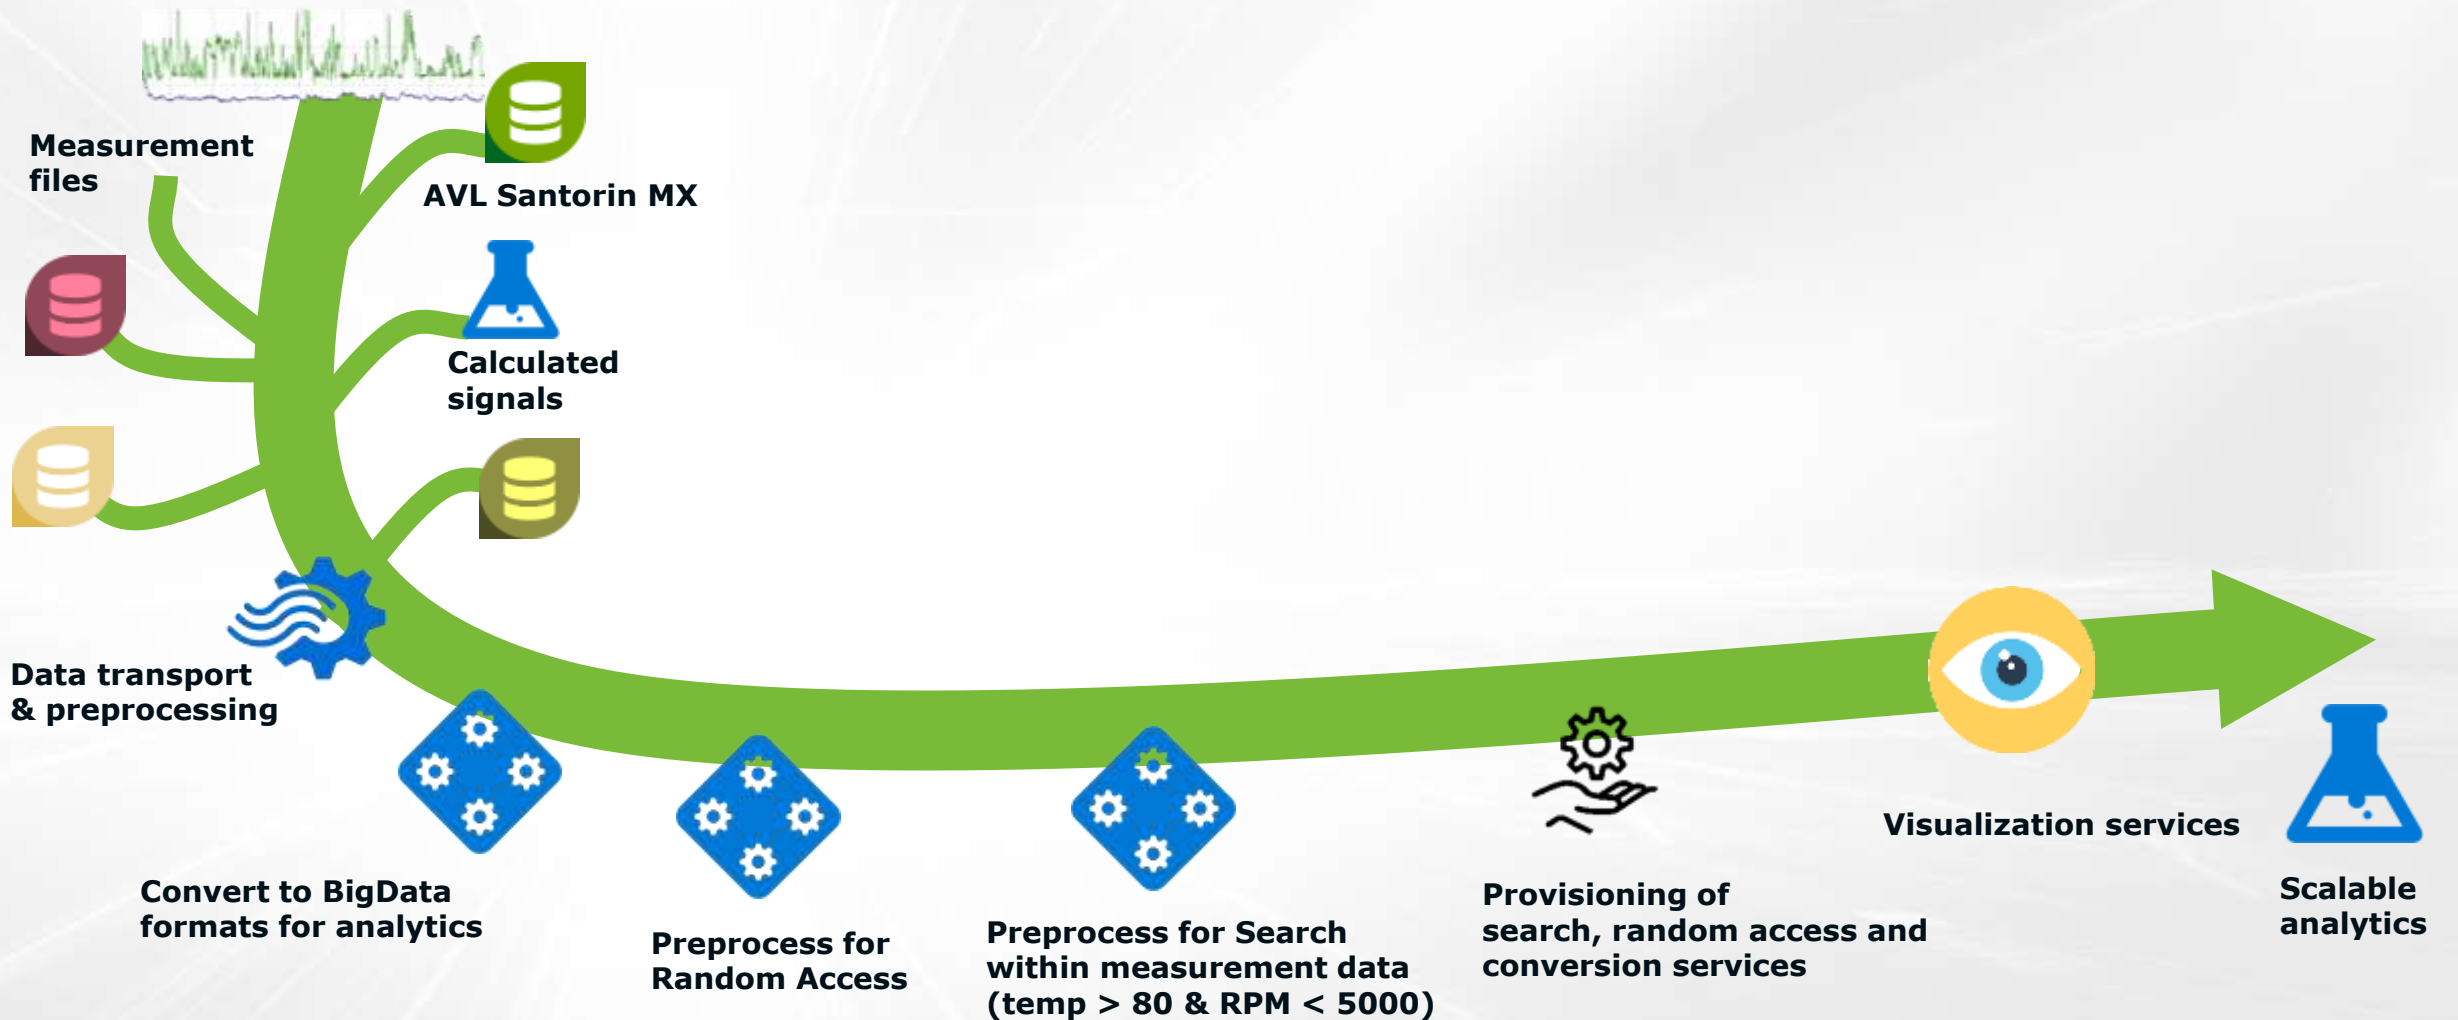 Measurement
files
AVL Santorin MX
Calculated
signals
Data transport
& preprocessing
Convert to BigData
formats for analytics
Preprocess for
Random Access
Preprocess for Search
within measurement data
(temp > 80 & RPM < 5000)
Provisioning of
search, random access and
conversion services
Visualization services
Scalable
analytics